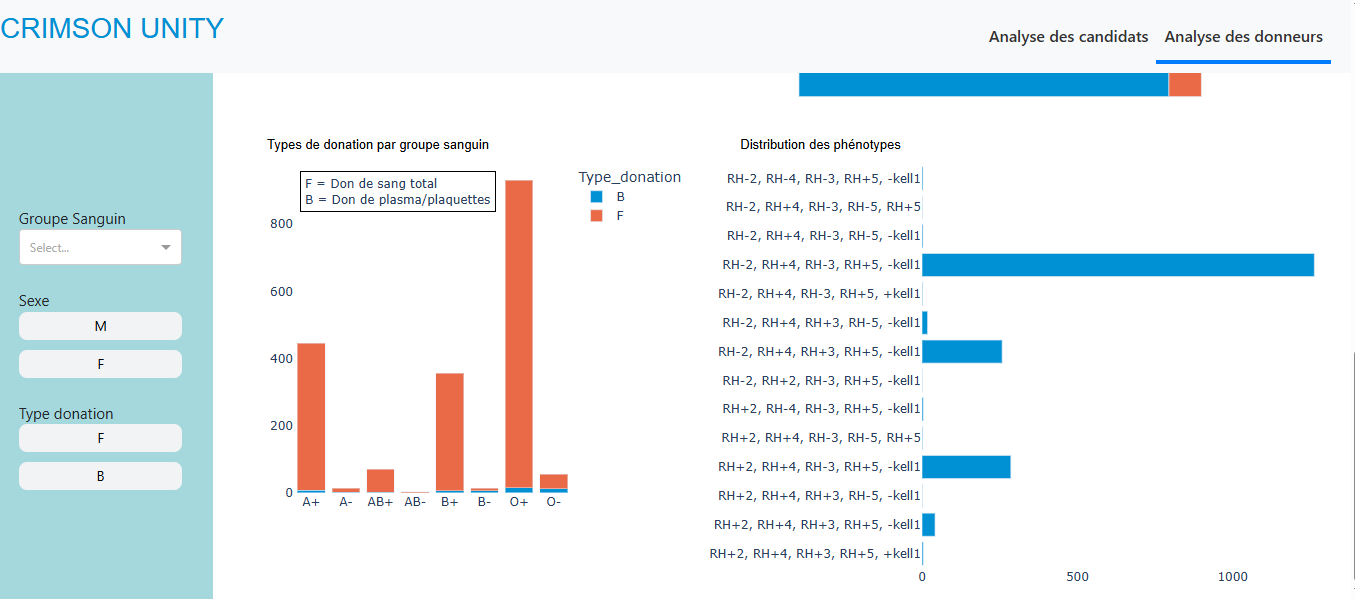 CRIMSON UNITY
Analyse des candidats
Analyse des donneurs
Groupe Sanguin
Select...
Sexe
M
F
Type donation
F
B
Types de donation par groupe sanguin
F = Don de sang total
B = Don de plasma/plaquettes
Type_donation
B
F
800
600
400
200
0
A+ A- AB+ AB- B+ B- O+ O-
Distribution des phénotypes
RH-2, RH-4, RH-3, RH+5, -kell1
RH-2, RH+4, RH-3, RH-5, RH+5
RH-2, RH+4, RH-3, RH-5, -kell1
RH-2, RH+4, RH-3, RH+5, -kell1
RH-2, RH+4, RH-3, RH+5, +kell1
RH-2, RH+4, RH+3, RH-5, -kell1
RH-2, RH+4, RH+3, RH+5, -kell1
RH-2, RH+2, RH-3, RH+5, -kell1
RH+2, RH-4, RH-3, RH+5, -kell1
RH+2, RH+4, RH-3, RH-5, RH+5
RH+2, RH+4, RH-3, RH+5, -kell1
RH+2, RH+4, RH+3, RH-5, -kell1
RH+2, RH+4, RH+3, RH+5, -kell1
RH+2, RH+4, RH+3, RH+5, +kell1
0 500 1000